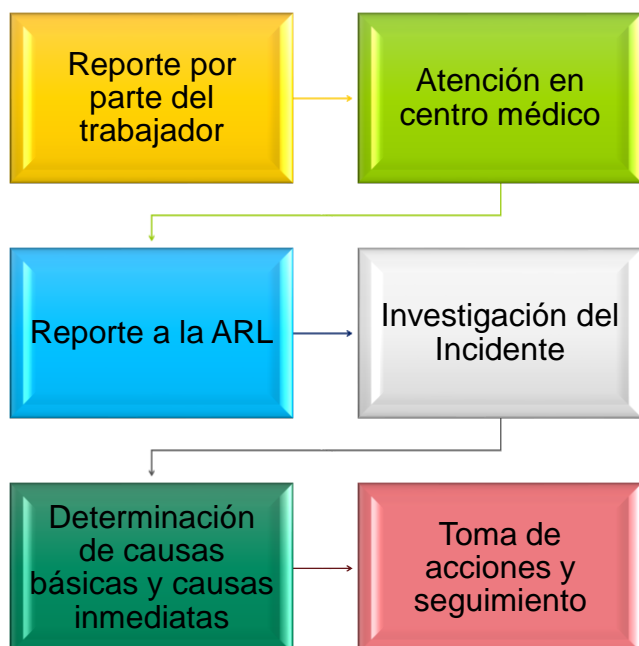 Reporte por
parte del
trabajador
Atención en
centro médico
Reporte a la ARL
Investigación del
Incidente
Determinación
de causas
básicas y causas
inmediatas
Toma de
acciones y
seguimiento